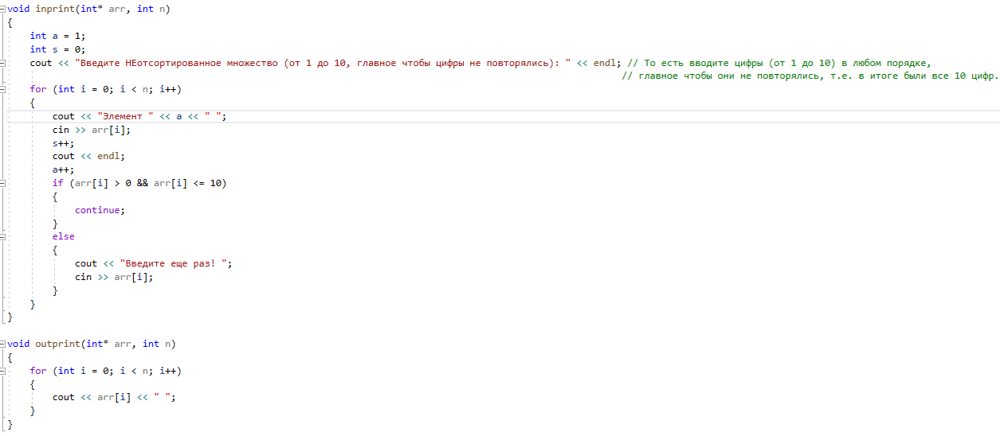 void inprint(int* arr, int n)
{
    int a = 1;
    int s = 0;
    cout << "Введите НЕотсортированное множество (от 1 до 10, главное чтобы цифры не повторялись): " << endl; // То есть вводите цифры (от 1 до 10) в любом порядке,
                                                                                                              // главное чтобы они не повторялись, т.е. в итоге были все 10 цифр.
    for (int i = 0; i < n; i++)
    {
        cout << "Элемент " << a << " ";
        cin >> arr[i];
        s++;
        cout << endl;
        a++;
        if (arr[i] > 0 && arr[i] <= 10)
        {
            continue;
        }
        else
        {
            cout << "Введите еще раз! ";
            cin >> arr[i];
        }
    }
}
void outprint(int* arr, int n)
{
    for (int i = 0; i < n; i++)
    {
        cout << arr[i] << " ";
    }
}